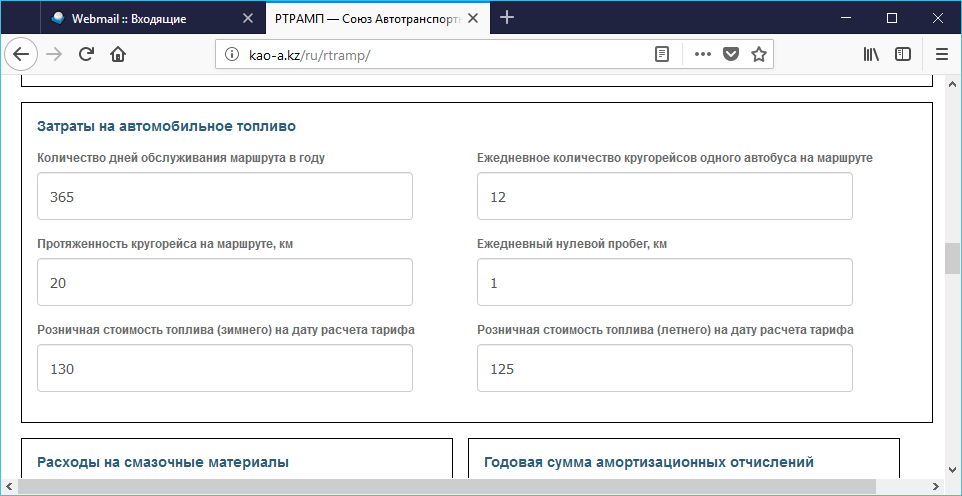 Webmail :: Входящие
РТРАМП — Союз Автотранспорт
kao-a.kz/ru/rtramp/
Затраты на автомобильное топливо
Количество дней обслуживания маршрута в году
Ежедневное количество кругорейсов одного автобуса на маршруте
365
12
Протяженность кругорейса на маршруте, км
Ежедневный нулевой пробег, км
20
1
Розничная стоимость топлива (зимнего) на дату расчета тарифа
Розничная стоимость топлива (летнего) на дату расчета тарифа
130
125
Расходы на смазочные материалы
Годовая сумма амортизационных отчислений